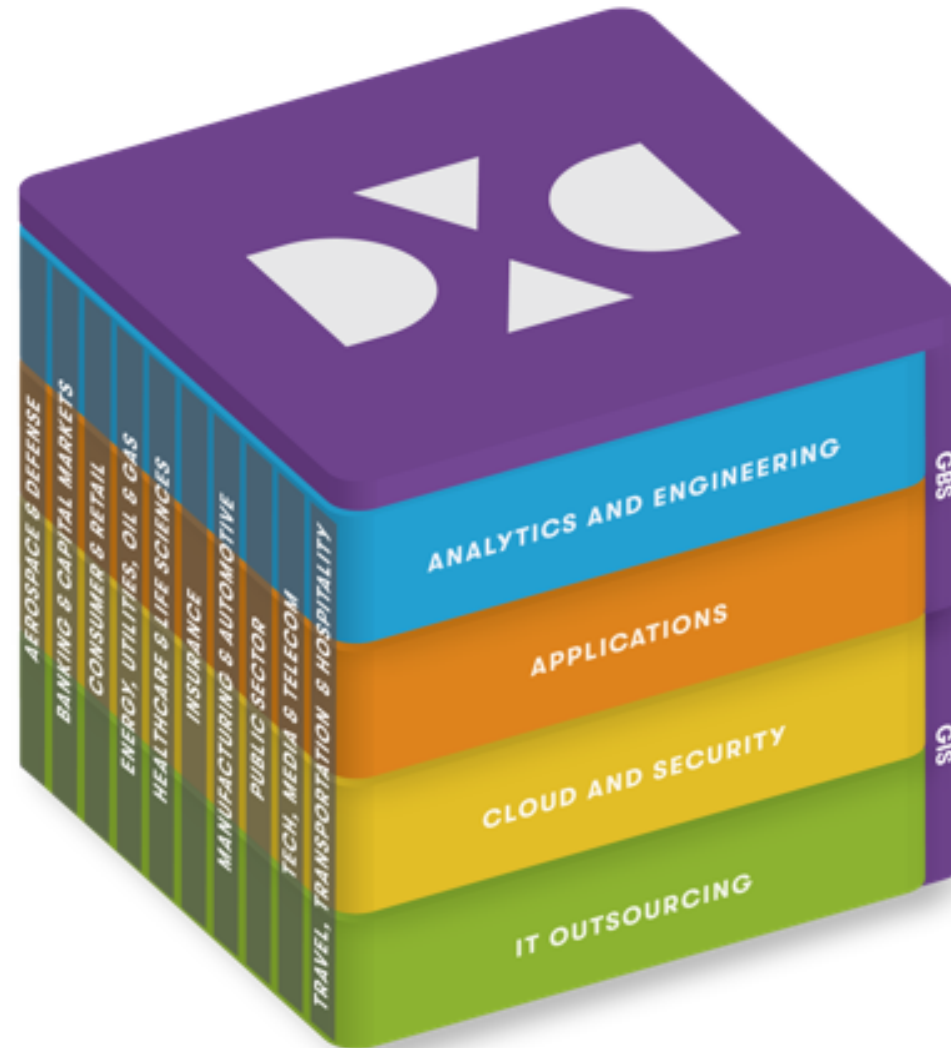 AEROSPACE & DEFENSE
BANKING & CAPITAL MARKETS
CONSUMER & RETAIL
ENERGY, UTILITIES, OIL & GAS
HEALTHCARE & LIFE SCIENCES
INSURANCE
MANUFACTURING & AUTOMOTIVE
PUBLIC SECTOR
TECH, MEDIA & TELECOM
TRAVEL, TRANSPORTATION & HOSPITALITY
ANALYTICS AND ENGINEERING
APPLICATIONS
CLOUD AND SECURITY
IT OUTSOURCING
GBS
GIS